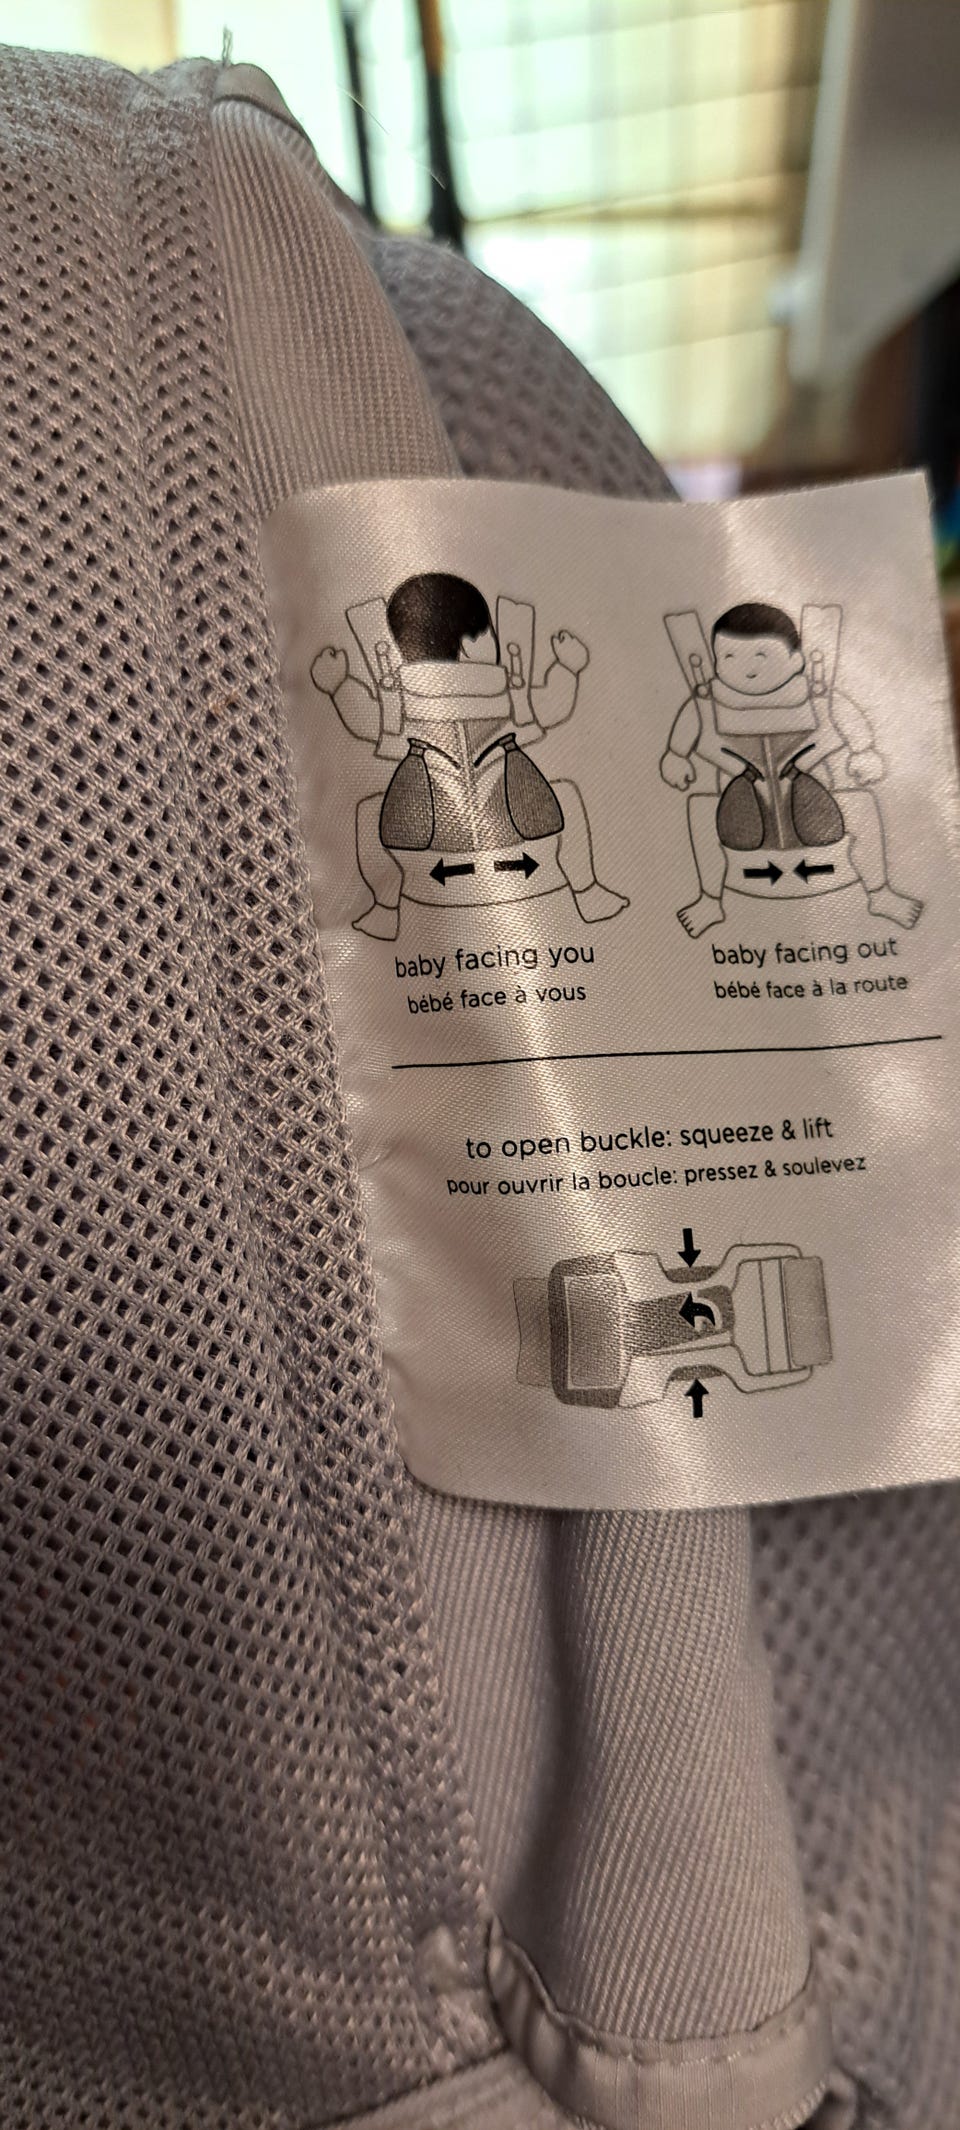 baby facing you
bébé face à vous
baby facing out
bébé face à la route
to open buckle: squeeze & lift
pour ouvrir la boucle: pressez & soulevez